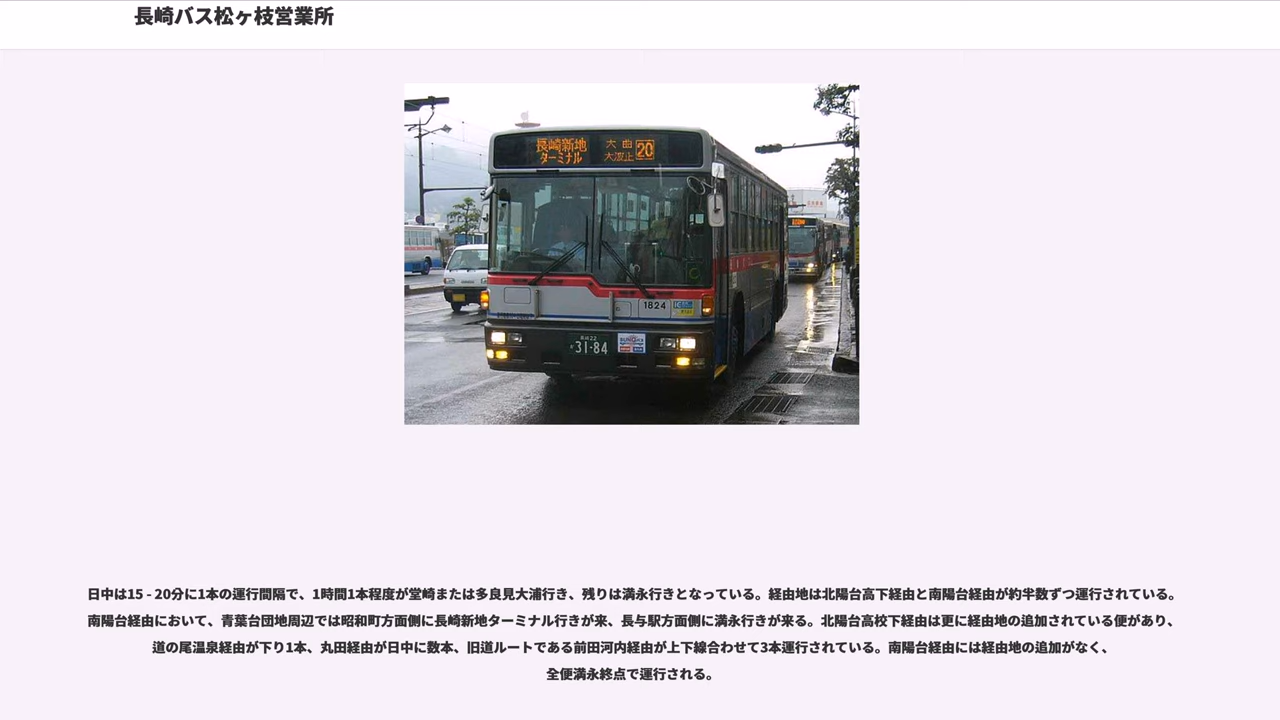 長崎バス松ヶ枝営業所
長崎新地
ターミナル
大曲
大波止
20
1824
長崎22
31-84
日中は15 - 20分に1本の運行間隔で、1時間1本程度が堂崎または多良見大浦行き、残りは満永行きとなっている。経由地は北陽台高下経由と南陽台経由が約半数ずつ運行されている。
南陽台経由において、青葉台団地周辺では昭和町方面側に長崎新地ターミナル行きが来、長与駅方面側に満永行きが来る。北陽台高校下経由は更に経由地の追加されている便があり、
道の尾温泉経由が下り1本、丸田経由が日中に数本、旧道ルートである前田河内経由が上下線合わせて3本運行されている。南陽台経由には経由地の追加がなく、
全便満永終点で運行される。